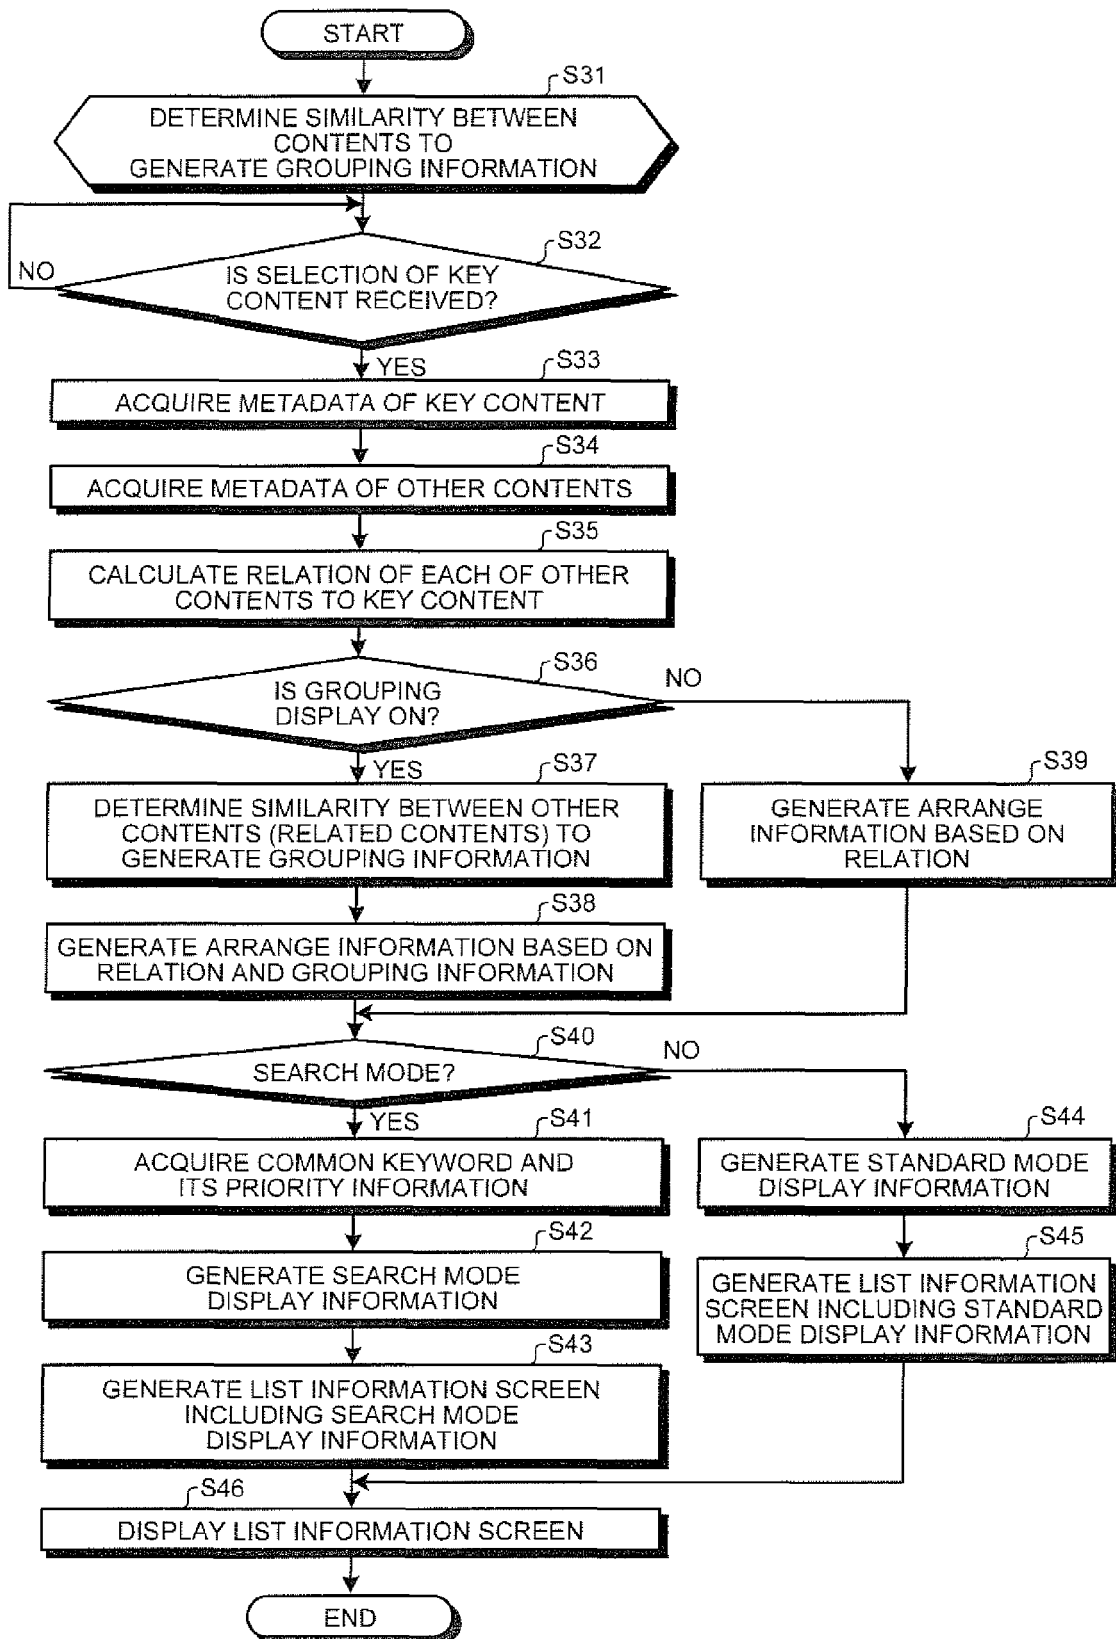 START
S31
DETERMINE SIMILARITY BETWEEN
CONTENTS TO
GENERATE GROUPING INFORMATION
S32
NO
IS SELECTION OF KEY
CONTENT RECEIVED?
YES
S33
ACQUIRE METADATA OF KEY CONTENT
S34
ACQUIRE METADATA OF OTHER CONTENTS
S35
CALCULATE RELATION OF EACH OF OTHER
CONTENTS TO KEY CONTENT
S36
NO
IS GROUPING
DISPLAY ON?
YES
S37
DETERMINE SIMILARITY BETWEEN OTHER
CONTENTS (RELATED CONTENTS) TO
GENERATE GROUPING INFORMATION
S39
GENERATE ARRANGE
INFORMATION BASED ON
RELATION
S38
GENERATE ARRANGE INFORMATION BASED ON
RELATION AND GROUPING INFORMATION
S40
NO
SEARCH MODE?
YES
S41
ACQUIRE COMMON KEYWORD AND
ITS PRIORITY INFORMATION
S44
GENERATE STANDARD MODE
DISPLAY INFORMATION
S42
GENERATE SEARCH MODE
DISPLAY INFORMATION
S45
GENERATE LIST INFORMATION
SCREEN INCLUDING STANDARD
MODE DISPLAY INFORMATION
S43
GENERATE LIST INFORMATION SCREEN
INCLUDING SEARCH MODE
DISPLAY INFORMATION
S46
DISPLAY LIST INFORMATION SCREEN
END